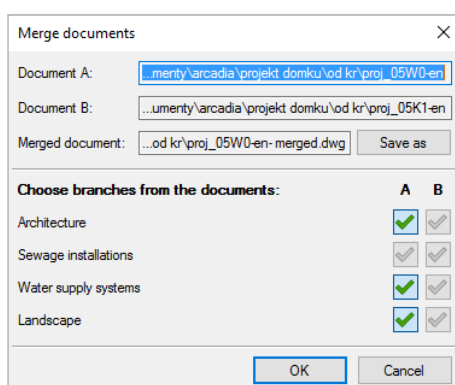 Merge documents
Document A: ...menty\arcadia\projekt domku\od kr\proj_05W0-en
Document B: ...umenty\arcadia\projekt domku\od kr\proj_05K1-en
Merged document: ...od kr\proj_05W0-en- merged.dwg Save as
Choose branches from the documents: A B
Architecture
Sewage installations
Water supply systems
Landscape
OK Cancel